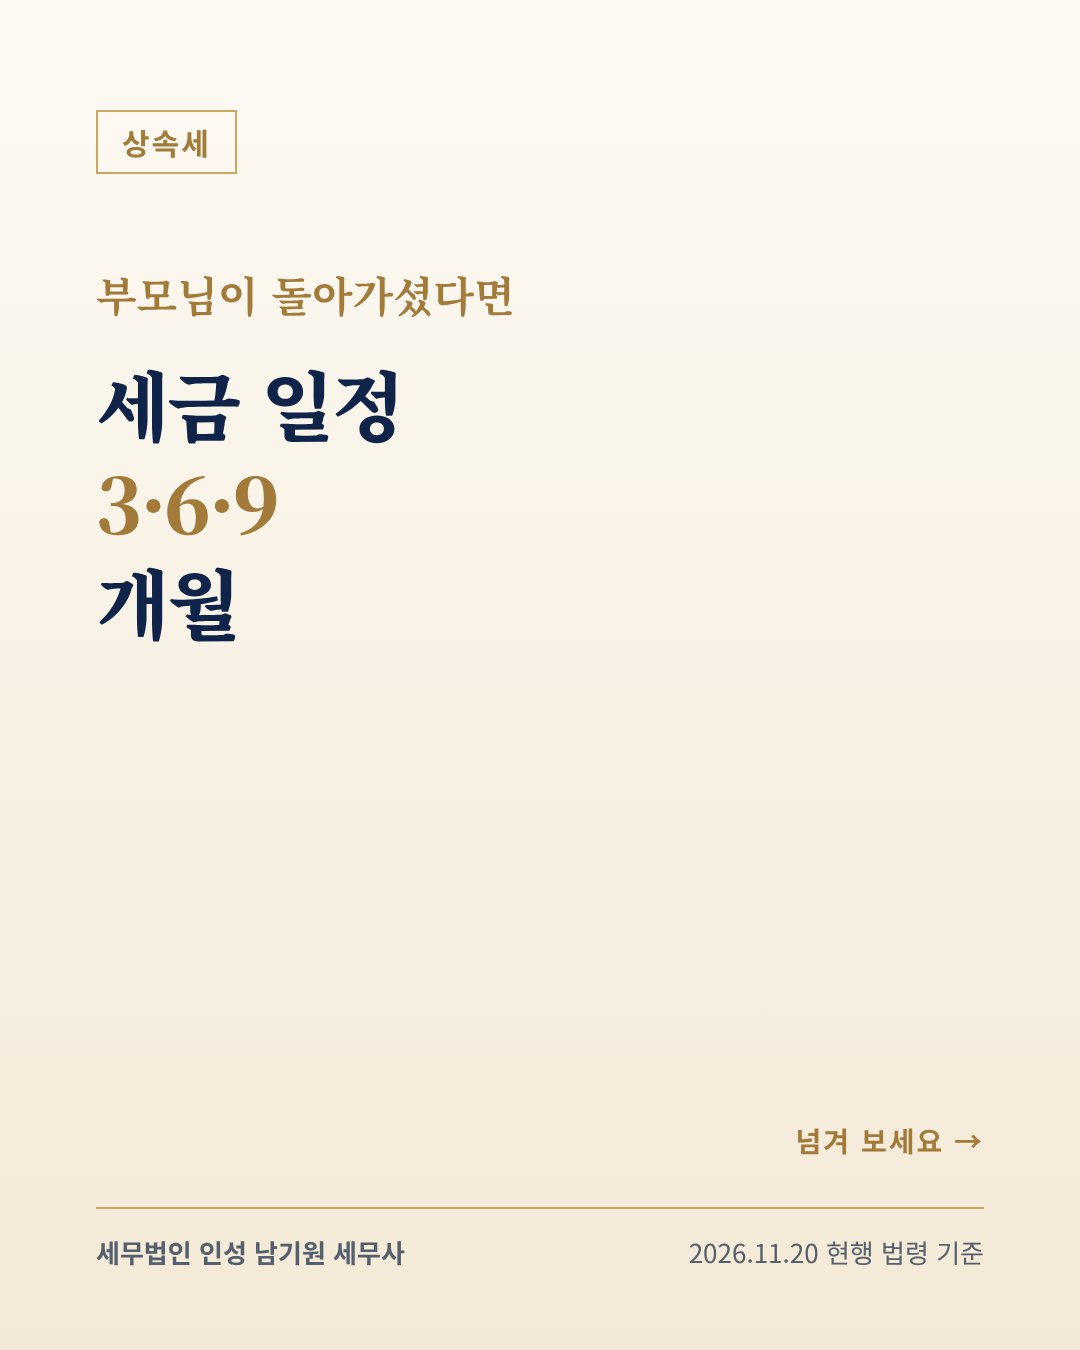 상속세
부모님이 돌아가셨다면
세금 일정
3·6·9
개월
넘겨 보세요 →
세무법인 인성 남기원 세무사
2026.11.20 현행 법령 기준